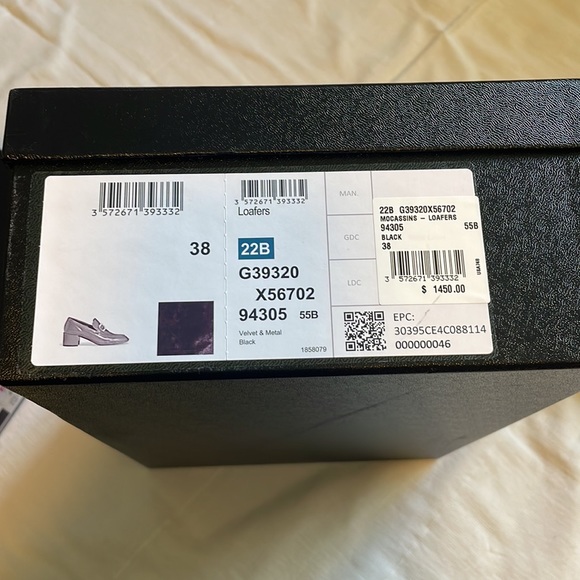 3 572671 393332
38
3 572671 393332
Loafers
22B
G39320
X56702
94305 55B
Velvet & Metal
Black
1858079
MAN.
GDC
LDC
22B G39320X56702
MOCASSINS - LOAFERS
94305 55B
BLACK
38
3 572671 393332
$ 1450.00
USA760
EPC:
30395CE4C088114
000000046